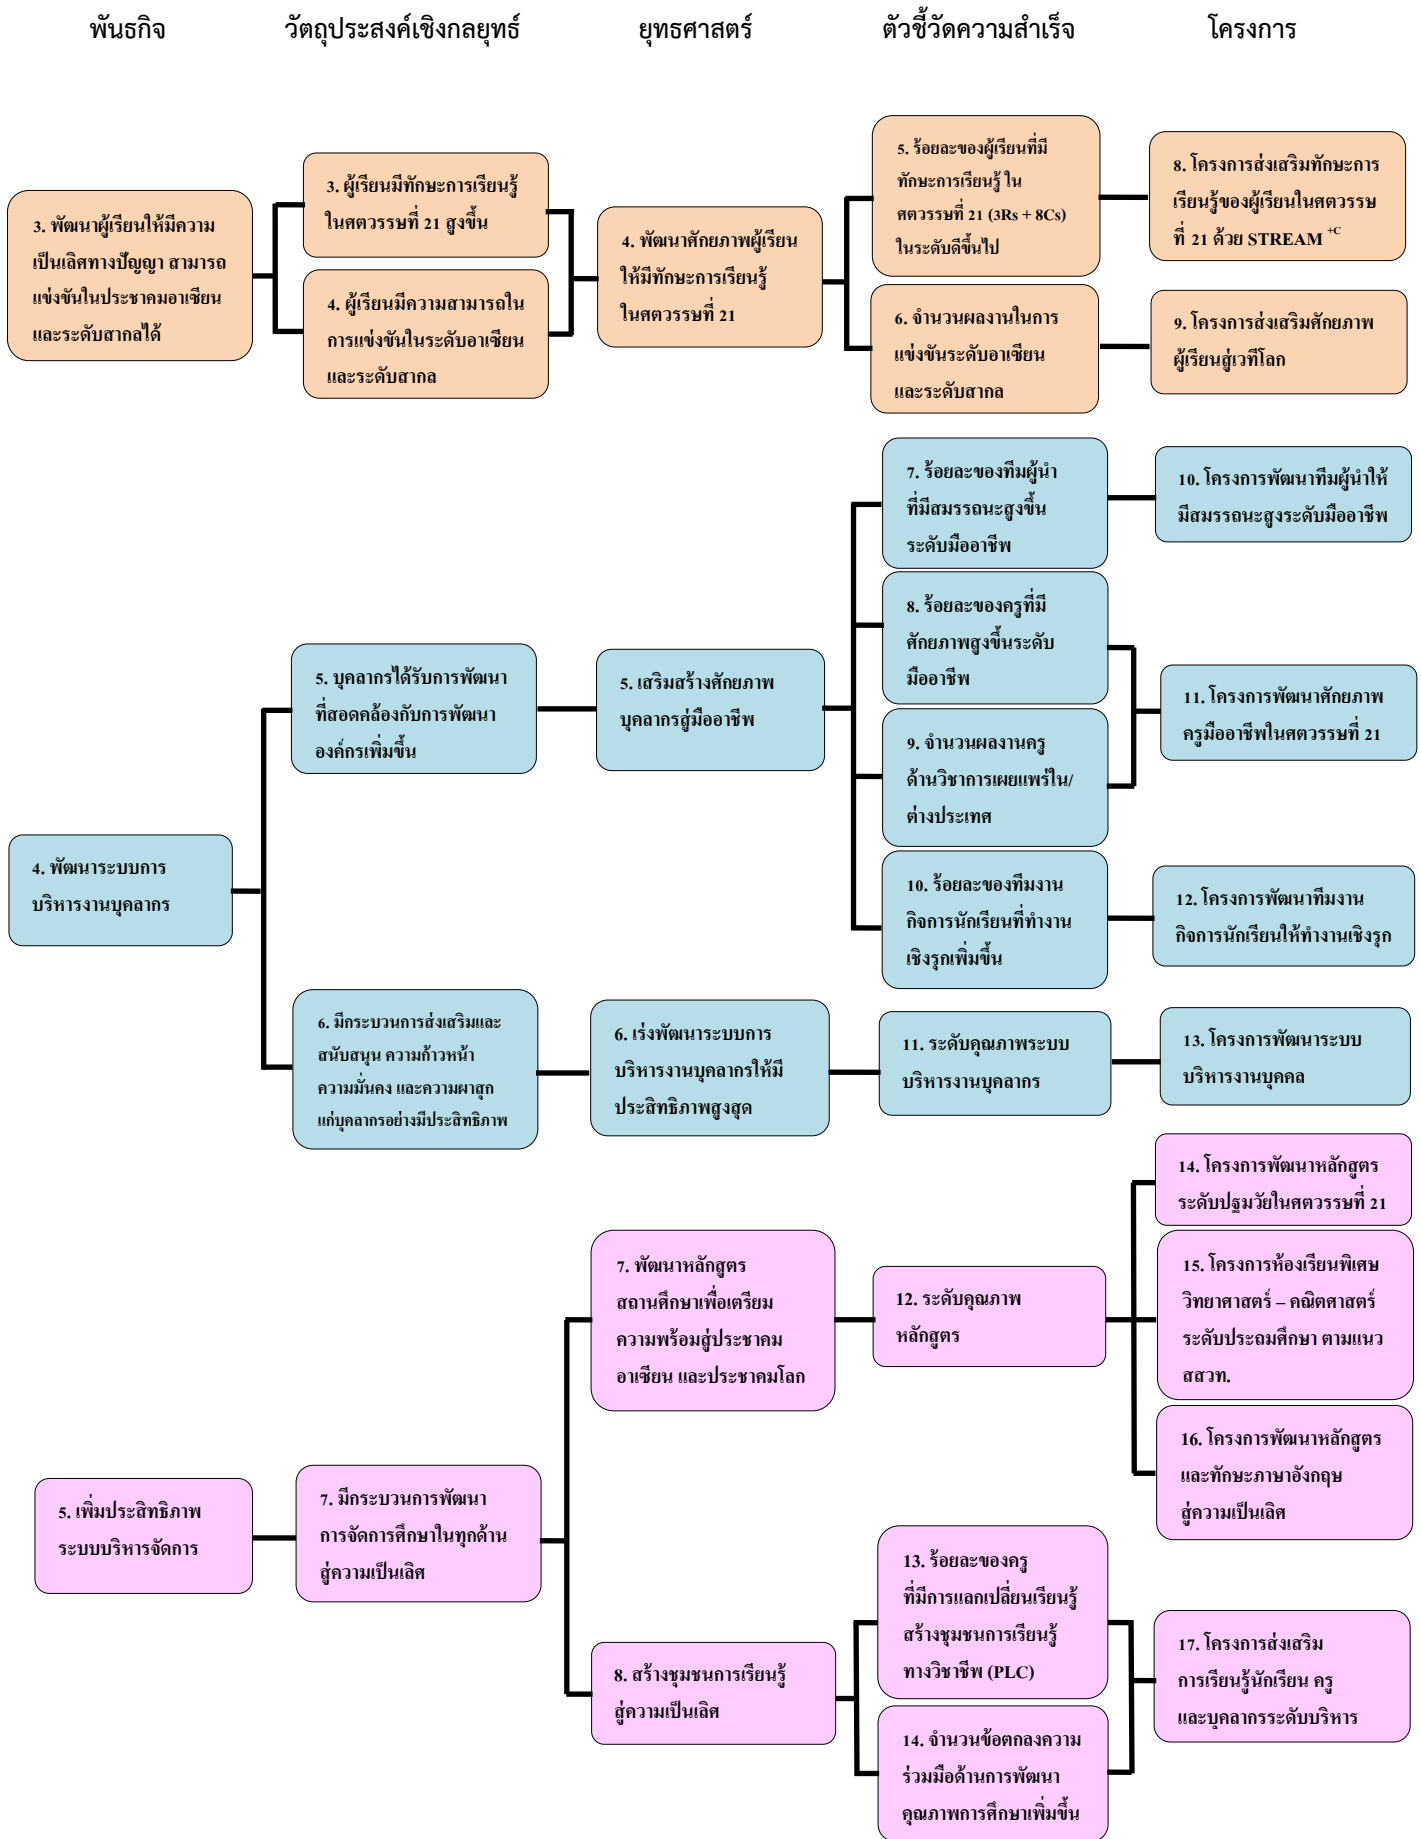 พันธกิจ
วัตถุประสงค์เชิงกลยุทธ์
ยุทธศาสตร์
ตัวชี้วัดความสำเร็จ
โครงการ
3. พัฒนาผู้เรียนให้มีความ
เป็นเลิศทางปัญญา สามารถ
แข่งขันในประชาคมอาเซียน
และระดับสากลได้
3. ผู้เรียนมีทักษะการเรียนรู้
ในศตวรรษที่ 21 สูงขึ้น
4. ผู้เรียนมีความสามารถใน
การแข่งขันในระดับอาเซียน
และระดับสากล
4. พัฒนาศักยภาพผู้เรียน
ให้มีทักษะการเรียนรู้
ในศตวรรษที่ 21
5. ร้อยละของผู้เรียนที่มี
ทักษะการเรียนรู้ ใน
ศตวรรษที่ 21 (3Rs + 8Cs)
ในระดับดีขึ้นไป
6. จำนวนผลงานในการ
แข่งขันระดับอาเซียน
และระดับสากล
8. โครงการส่งเสริมทักษะการ
เรียนรู้ของผู้เรียนในศตวรรษ
ที่ 21 ด้วย STREAM +C
9. โครงการส่งเสริมศักยภาพ
ผู้เรียนสู่เวทีโลก
4. พัฒนาระบบการ
บริหารงานบุคลากร
5. บุคลากรได้รับการพัฒนา
ที่สอดคล้องกับการพัฒนา
องค์กรเพิ่มขึ้น
6. มีกระบวนการส่งเสริมและ
สนับสนุน ความก้าวหน้า
ความมั่นคง และความผาสุก
แก่บุคลากรอย่างมีประสิทธิภาพ
5. เสริมสร้างศักยภาพ
บุคลากรสู่มืออาชีพ
6. เร่งพัฒนาระบบการ
บริหารงานบุคลากรให้มี
ประสิทธิภาพสูงสุด
7. ร้อยละของทีมผู้นำ
ที่มีสมรรถนะสูงขึ้น
ระดับมืออาชีพ
8. ร้อยละของครูที่มี
ศักยภาพสูงขึ้นระดับ
มืออาชีพ
9. จำนวนผลงานครู
ด้านวิชาการเผยแพร่ใน/
ต่างประเทศ
10. ร้อยละของทีมงาน
กิจการนักเรียนที่ทำงาน
เชิงรุกเพิ่มขึ้น
11. ระดับคุณภาพระบบ
บริหารงานบุคลากร
10. โครงการพัฒนาทีมผู้นำให้
มีสมรรถนะสูงระดับมืออาชีพ
11. โครงการพัฒนาศักยภาพ
ครูมืออาชีพในศตวรรษที่ 21
12. โครงการพัฒนาทีมงาน
กิจการนักเรียนให้ทำงานเชิงรุก
13. โครงการพัฒนาระบบ
บริหารงานบุคคล
5. เพิ่มประสิทธิภาพ
ระบบบริหารจัดการ
7. มีกระบวนการพัฒนา
การจัดการศึกษาในทุกด้าน
สู่ความเป็นเลิศ
7. พัฒนาหลักสูตร
สถานศึกษาเพื่อเตรียม
ความพร้อมสู่ประชาคม
อาเซียน และประชาคมโลก
8. สร้างชุมชนการเรียนรู้
สู่ความเป็นเลิศ
12. ระดับคุณภาพ
หลักสูตร
13. ร้อยละของครู
ที่มีการแลกเปลี่ยนเรียนรู้
สร้างชุมชนการเรียนรู้
ทางวิชาชีพ (PLC)
14. จำนวนข้อตกลงความ
ร่วมมือด้านการพัฒนา
คุณภาพการศึกษาเพิ่มขึ้น
14. โครงการพัฒนาหลักสูตร
ระดับปฐมวัยในศตวรรษที่ 21
15. โครงการห้องเรียนพิเศษ
วิทยาศาสตร์ – คณิตศาสตร์
ระดับประถมศึกษา ตามแนว
สสวท.
16. โครงการพัฒนาหลักสูตร
และทักษะภาษาอังกฤษ
สู่ความเป็นเลิศ
17. โครงการส่งเสริม
การเรียนรู้นักเรียน ครู
และบุคลากรระดับบริหาร